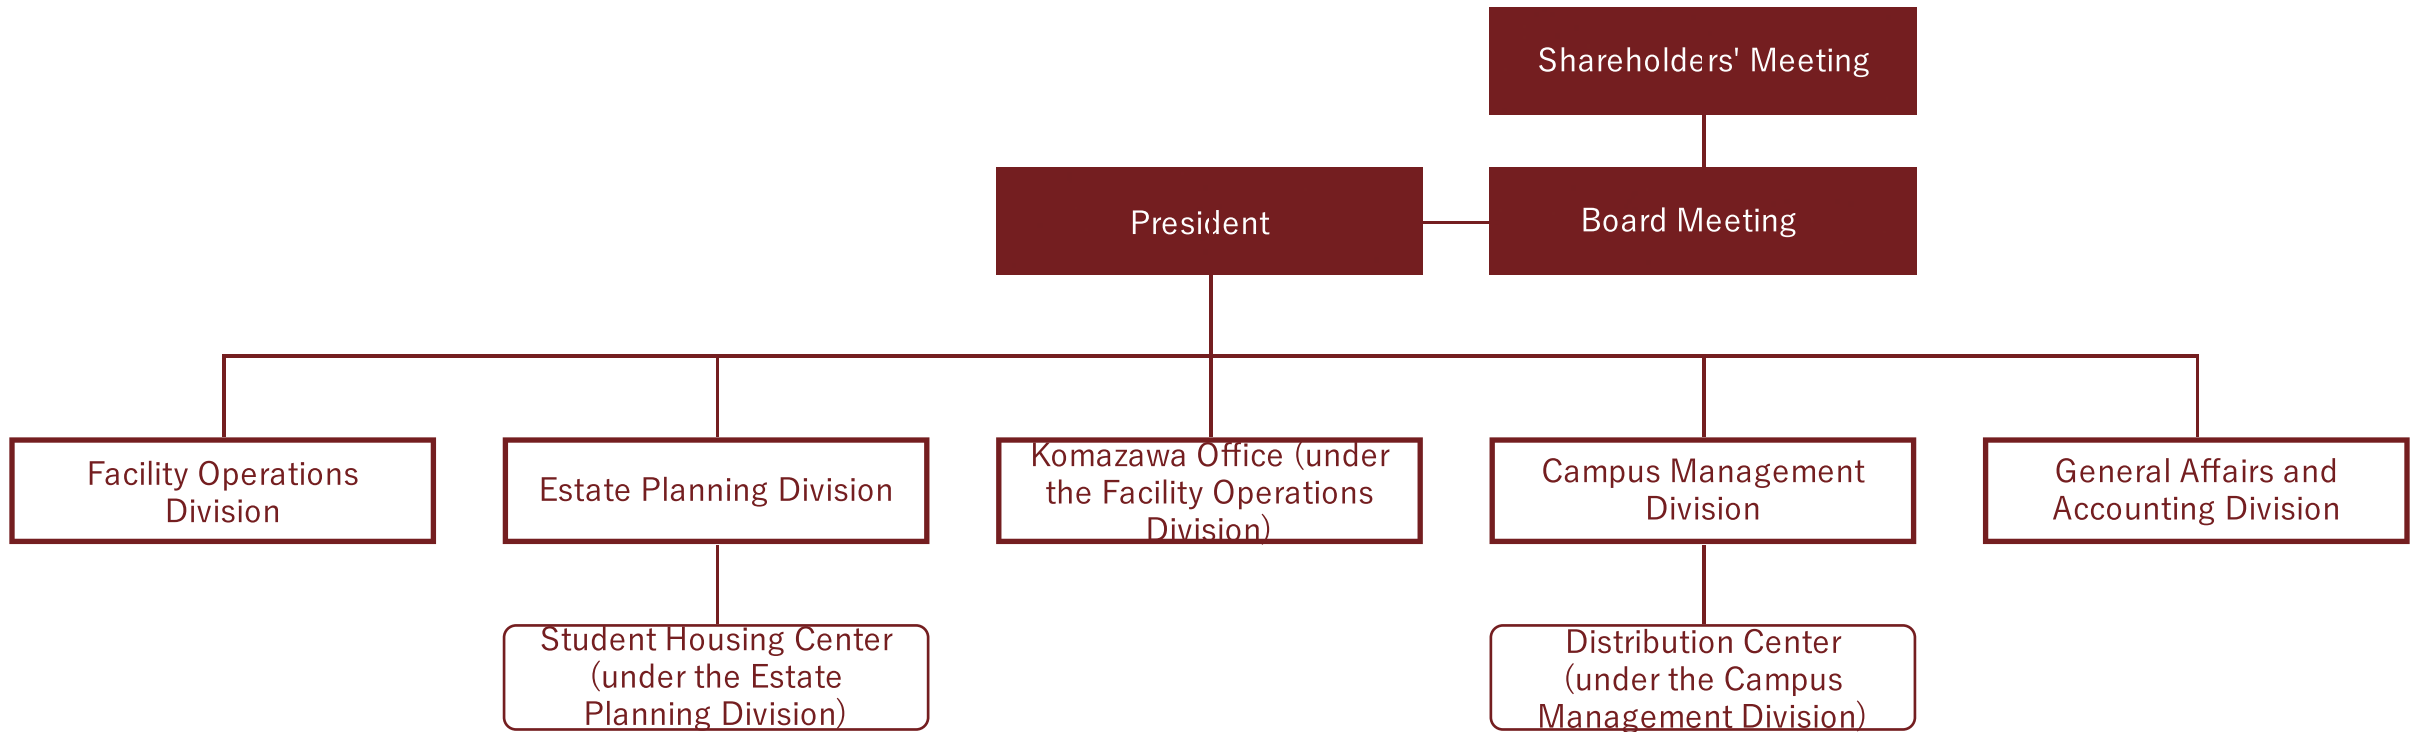 Shareholders' Meeting
President
Board Meeting
Facility Operations
Division
Estate Planning Division
Komazawa Office (under
the Facility Operations
Division)
Campus Management
Division
General Affairs and
Accounting Division
Student Housing Center
(under the Estate
Planning Division)
Distribution Center
(under the Campus
Management Division)